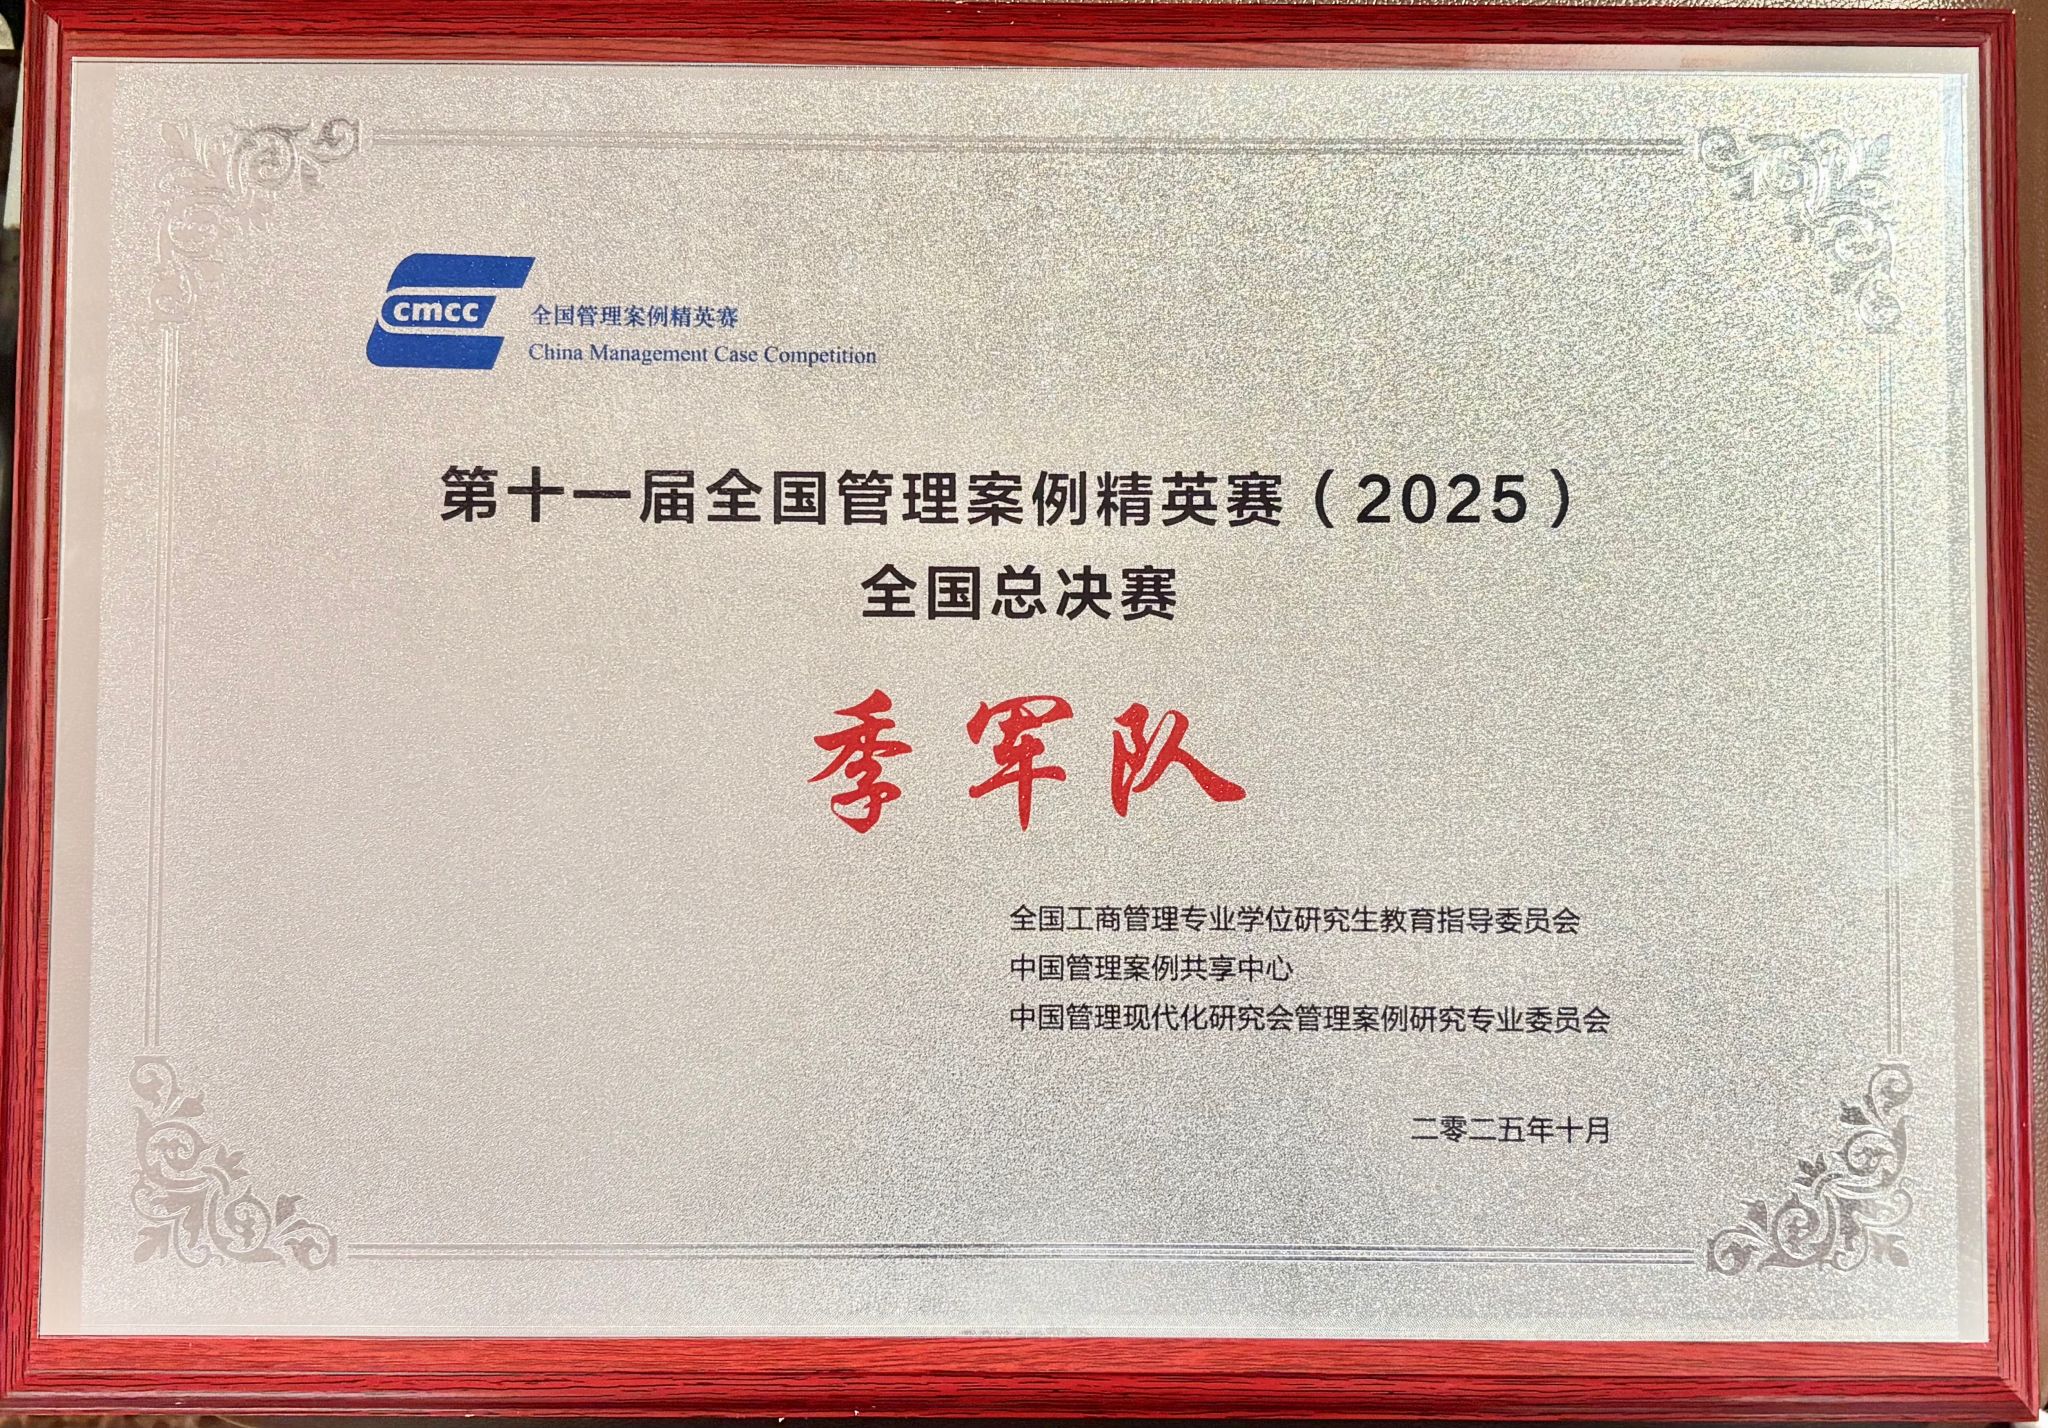 cmcc
全国管理案例精英赛
China Management Case Competition
第十一届全国管理案例精英赛（2025）
全国总决赛
季军队
全国工商管理专业学位研究生教育指导委员会
中国管理案例共享中心
中国管理现代化研究会管理案例研究专业委员会
二零二五年十月